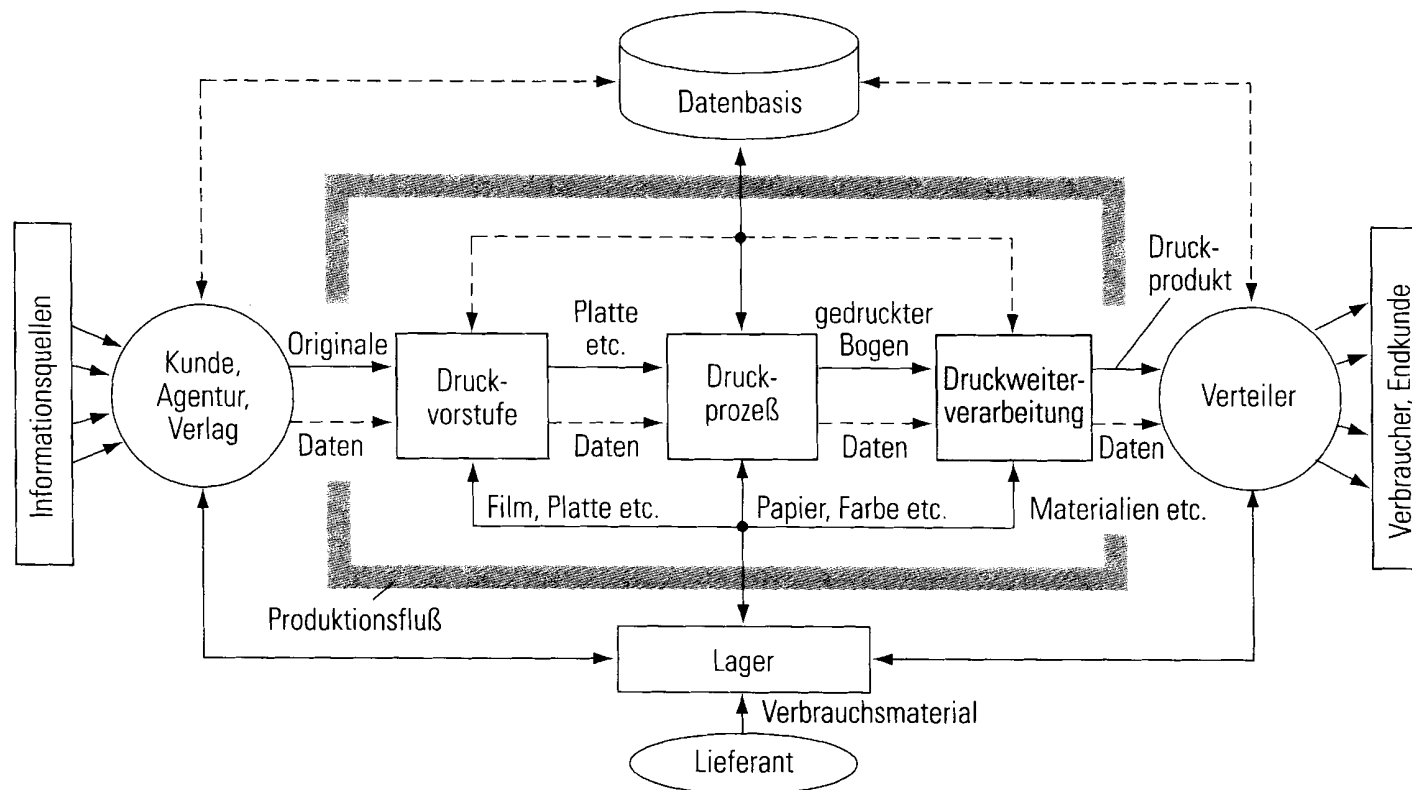 Datenbasis
Informationsquellen
Kunde,
Agentur,
Verlag
Originale
Daten
Druck-
vorstufe
Platte
etc.
Daten
Druck-
prozeß
gedruckter
Bogen
Daten
Druckweiter-
verarbeitung
Druck-
produkt
Daten
Verteiler
Verbraucher, Endkunde
Film, Platte etc.
Papier, Farbe etc.
Materialien etc.
Produktionsfluß
Lager
Verbrauchsmaterial
Lieferant